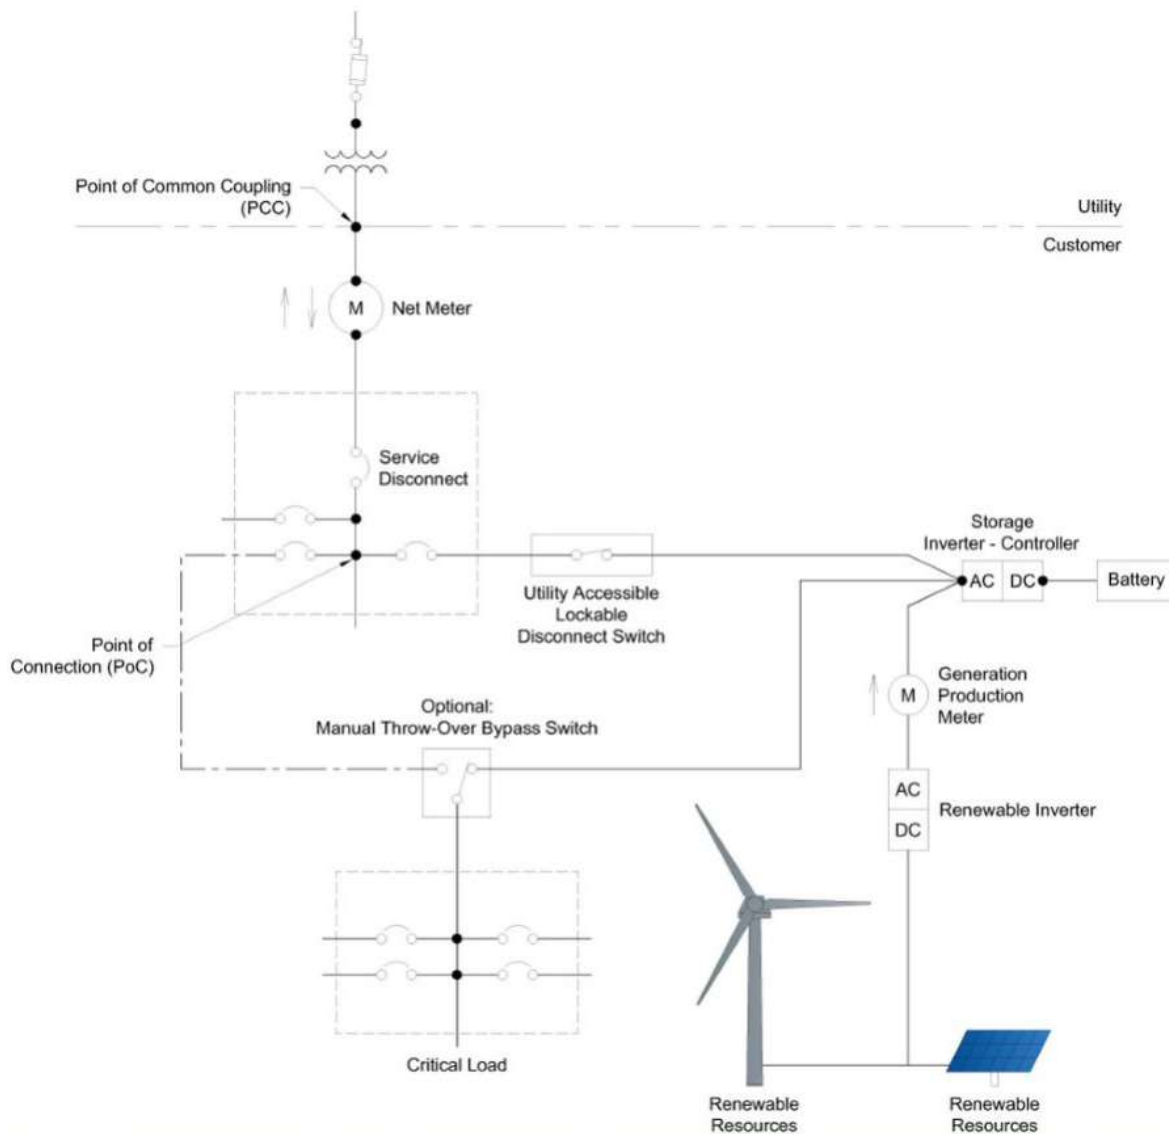 Point of Common Coupling
(PCC)
Utility
Customer
M
Net Meter
Service
Disconnect
Storage
Inverter - Controller
AC
DC
Battery
Utility Accessible
Lockable
Disconnect Switch
Point of
Connection (PoC)
Generation
Production
Meter
M
Optional:
Manual Throw-Over Bypass Switch
AC
DC
Renewable Inverter
Critical Load
Renewable
Resources
Renewable
Resources